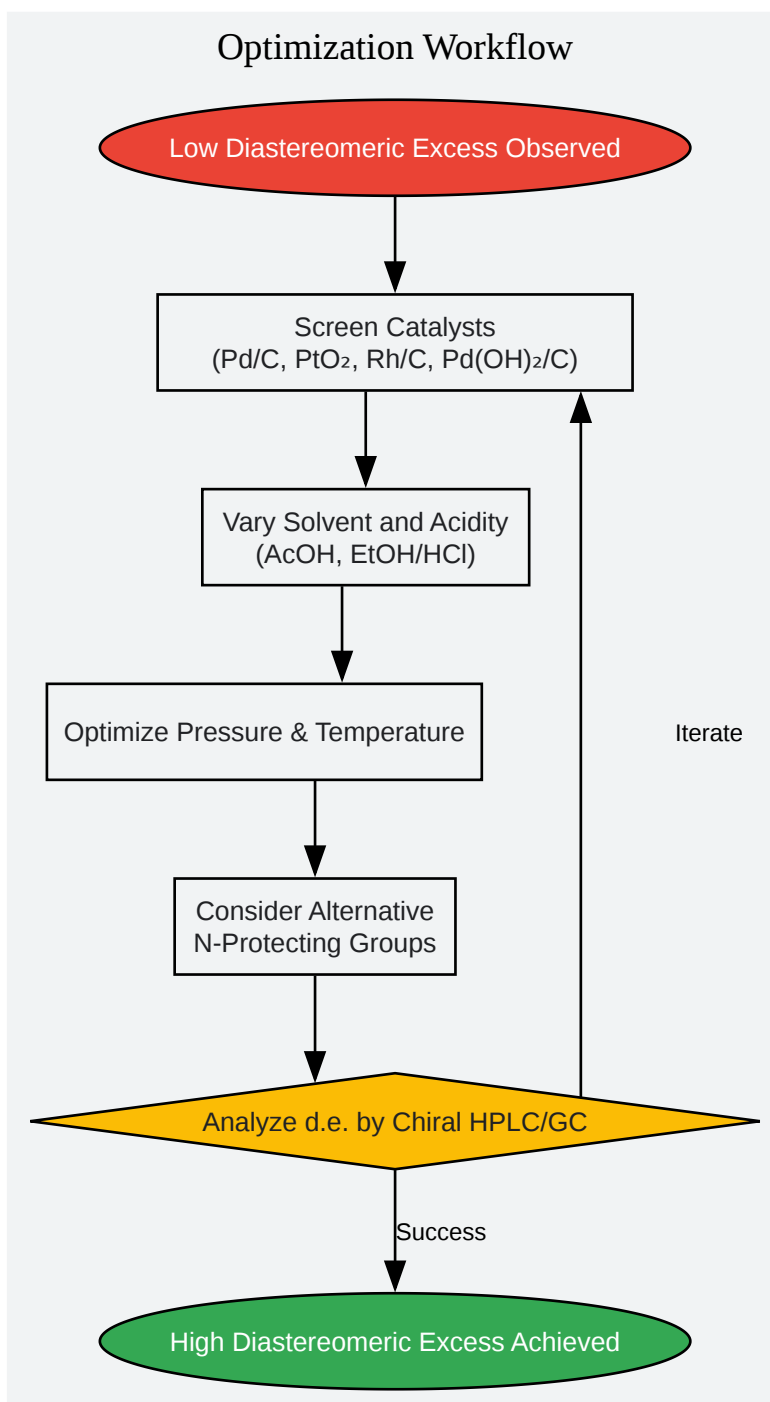 Optimization Workflow
Low Diastereomeric Excess Observed
Screen Catalysts
(Pd/C, PtO₂, Rh/C, Pd(OH)₂/C)
Vary Solvent and Acidity
(AcOH, EtOH/HCl)
Optimize Pressure & Temperature
Iterate
Consider Alternative
N-Protecting Groups
Analyze d.e. by Chiral HPLC/GC
Success
High Diastereomeric Excess Achieved